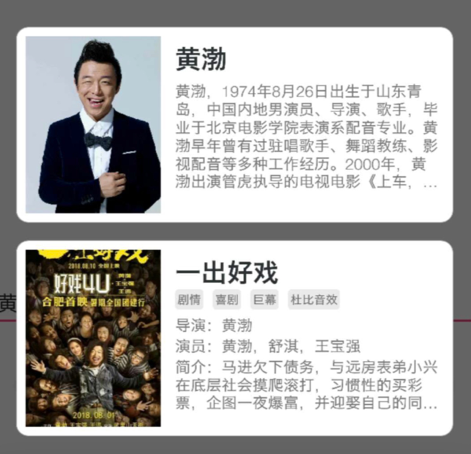 黄渤
黄渤，1974年8月26日出生于山东青
岛，中国内地男演员、导演、歌手，毕
业于北京电影学院表演系配音专业。黄
渤早年曾有过驻唱歌手、舞蹈教练、影
视配音等多种工作经历。2000年，黄
渤出演管虎执导的电视电影《上车，...
一出好戏
剧情 喜剧 巨幕 杜比音效
导演：黄渤
演员：黄渤，舒淇，王宝强
简介：马进欠下债务，与远房表弟小兴
在底层社会摸爬滚打，习惯性的买彩
票，企图一夜爆富，并迎娶自己的同...
黄
好戏4U
合肥首映 暑期全国团建行
2018.08.01